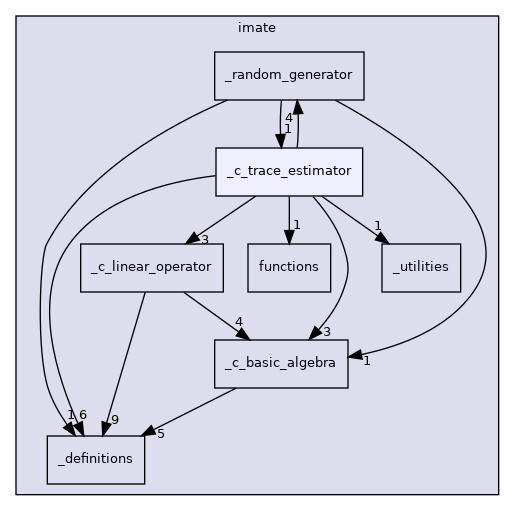 imate
_random_generator
4
1
_c_trace_estimator
1
1
3
_c_linear_operator
functions
_utilities
4
3
_c_basic_algebra
1
1
6
9
5
_definitions